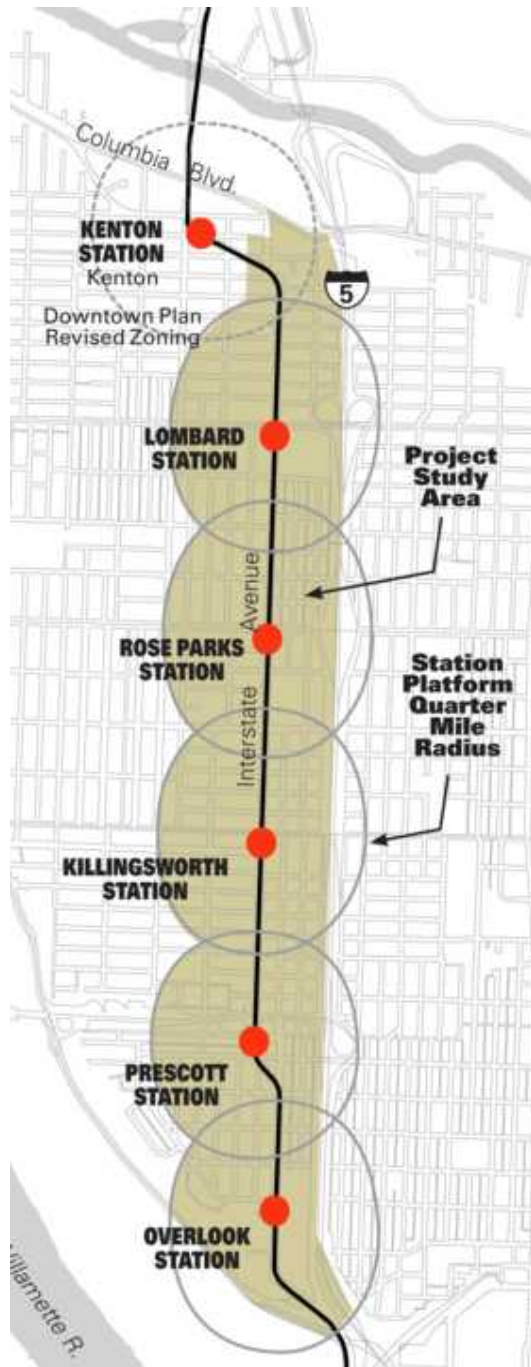 Columbia Blvd.
KENTON
STATION
Kenton
5
Downtown Plan
Revised Zoning
LOMBARD
STATION
Project
Study
Area
Avenue
ROSE PARKS
STATION
Station
Platform
Quarter
Mile
Radius
Interstate
KILLINGSWORTH
STATION
PRESCOTT
STATION
OVERLOOK
STATION
Willamette R.